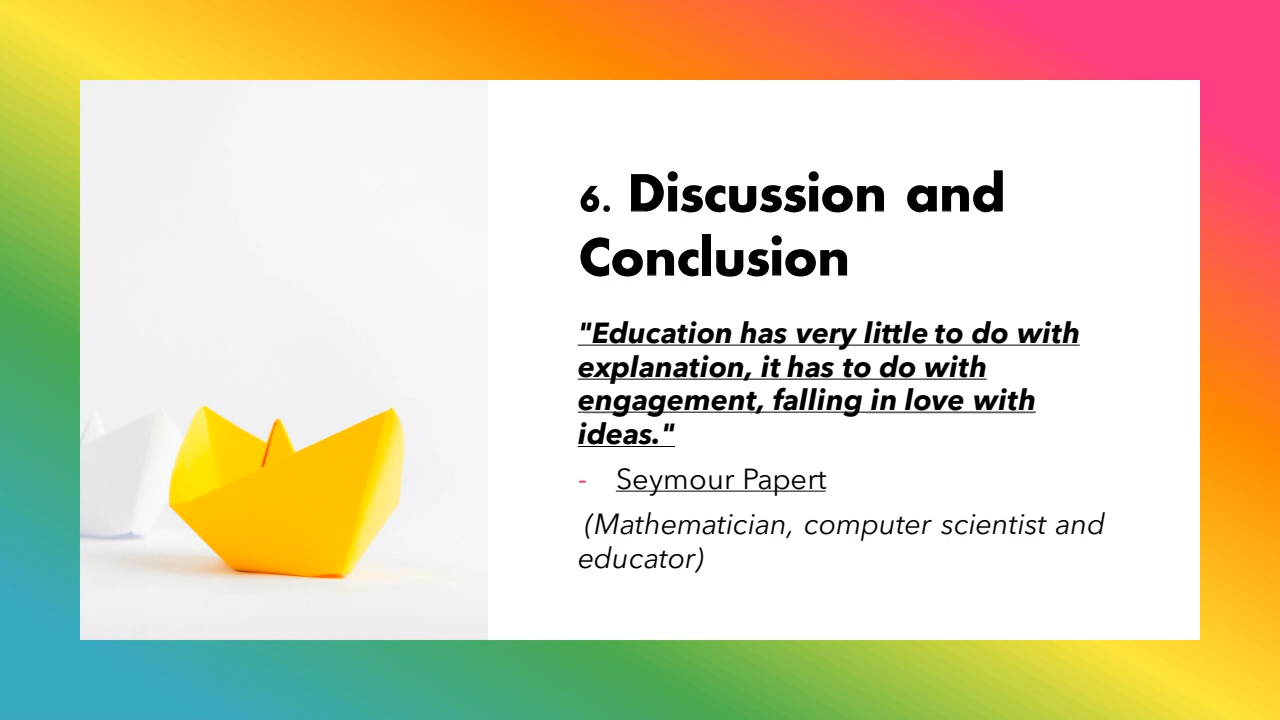 6. Discussion and
Conclusion
"Education has very little to do with
explanation, it has to do with
engagement, falling in love with
ideas."
- Seymour Papert
(Mathematician, computer scientist and
educator)